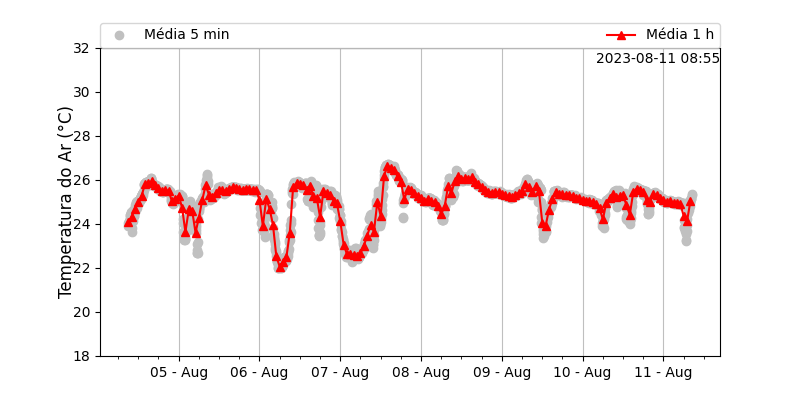 Média 5 min
Média 1 h
2023-08-11 08:55
Temperatura do Ar (°C)
32
30
28
26
24
22
20
18
05 - Aug
06 - Aug
07 - Aug
08 - Aug
09 - Aug
10 - Aug
11 - Aug